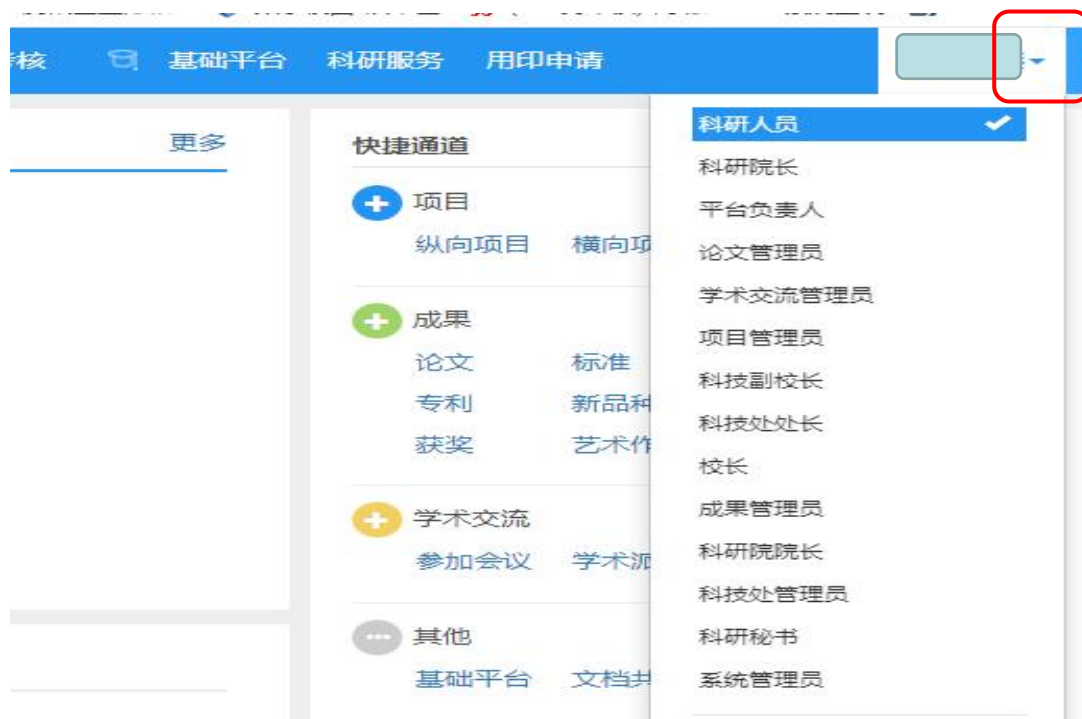 核 基础平台 科研服务 用印申请
更多
快捷通道
项目
纵向项目 横向项
成果
论文 标准
专利 新品种
获奖 艺术作
学术交流
参加会议 学术派
其他
基础平台 文档共
科研人员
科研院长
平台负责人
论文管理员
学术交流管理员
项目管理员
科技副校长
科技处处长
校长
成果管理员
科研院院长
科技处管理员
科研秘书
系统管理员